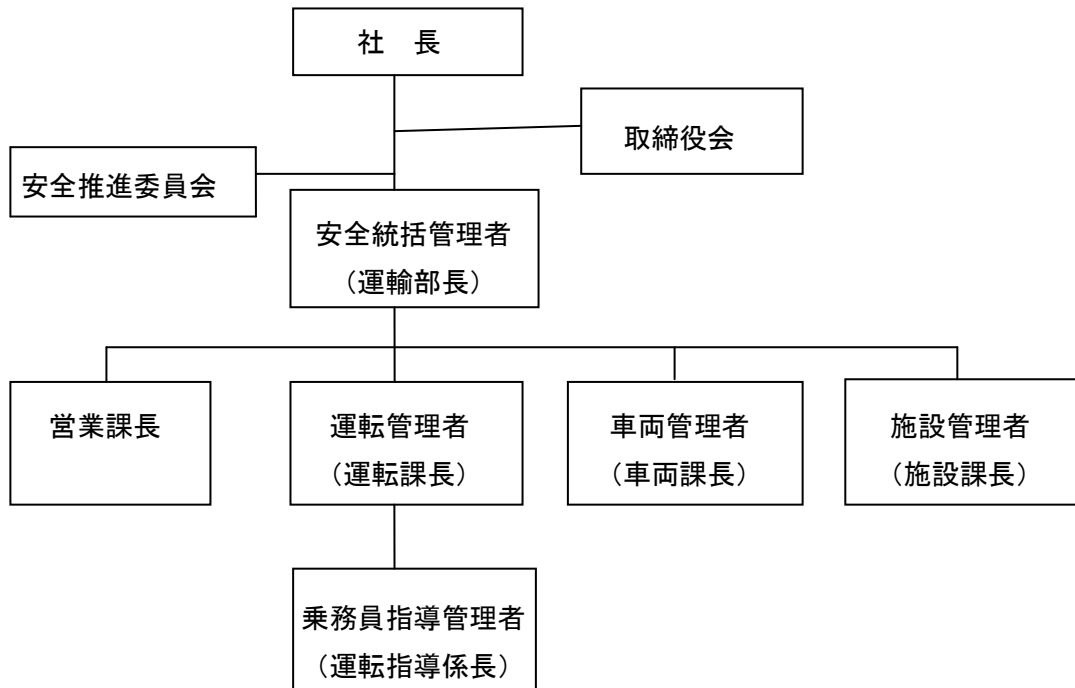 社　長
取締役会
安全推進委員会
安全統括管理者
（運輸部長）
営業課長
運転管理者
（運転課長）
車両管理者
（車両課長）
施設管理者
（施設課長）
乗務員指導管理者
（運転指導係長）